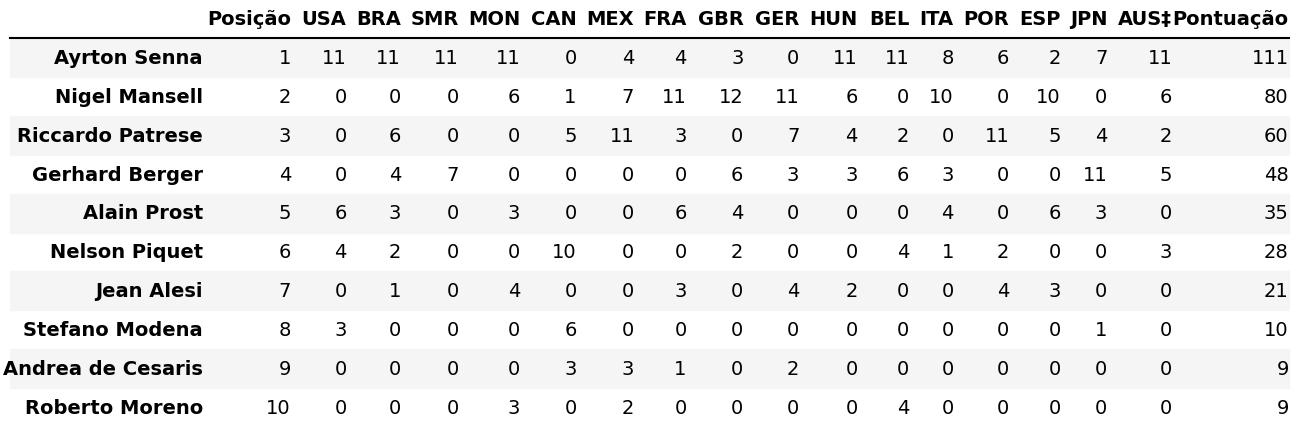 Posição USA BRA SMR MON CAN MEX FRA GBR GER HUN BEL ITA POR ESP JPN AUS‡ Pontuação
Ayrton Senna 1 11 11 11 11 0 4 4 3 0 11 11 8 6 2 7 11 111
Nigel Mansell 2 0 0 0 6 1 7 11 12 11 6 0 10 0 10 0 6 80
Riccardo Patrese 3 0 6 0 0 5 11 3 0 7 4 2 0 11 5 4 2 60
Gerhard Berger 4 0 4 7 0 0 0 0 6 3 3 6 3 0 0 11 5 48
Alain Prost 5 6 3 0 3 0 0 6 4 0 0 0 4 0 6 3 0 35
Nelson Piquet 6 4 2 0 0 10 0 0 2 0 0 4 1 2 0 0 3 28
Jean Alesi 7 0 1 0 4 0 0 3 0 4 2 0 0 4 3 0 0 21
Stefano Modena 8 3 0 0 0 6 0 0 0 0 0 0 0 0 0 1 0 10
Andrea de Cesaris 9 0 0 0 0 3 3 1 0 2 0 0 0 0 0 0 0 9
Roberto Moreno 10 0 0 0 3 0 2 0 0 0 0 4 0 0 0 0 0 9